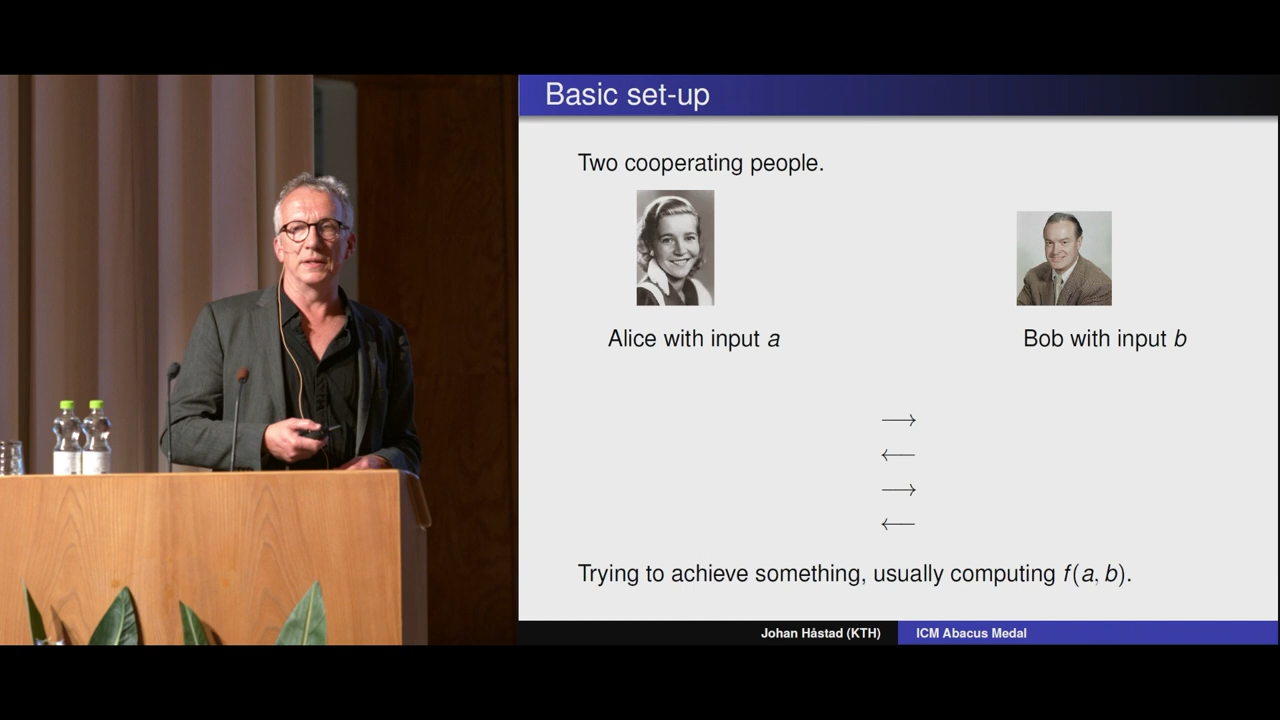 Basic set-up
Two cooperating people.
Alice with input a
Bob with input b
→
←
→
←
Trying to achieve something, usually computing f(a, b).
Johan Håstad (KTH)
ICM Abacus Medal